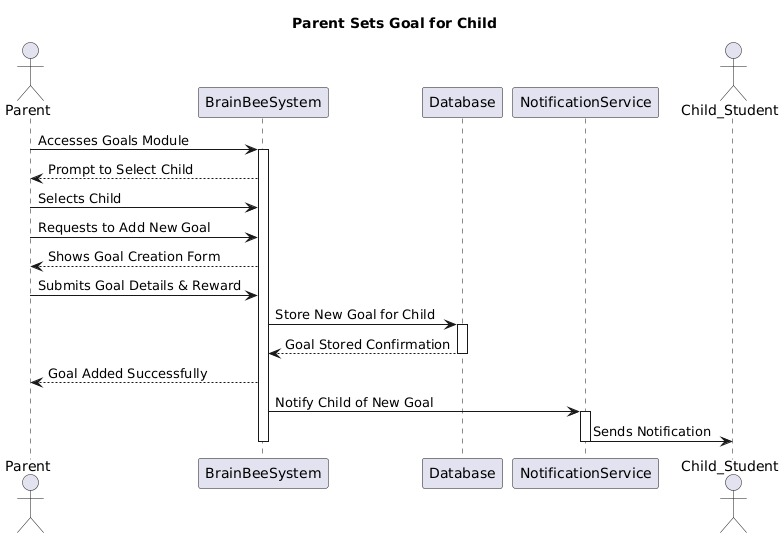 Parent Sets Goal for Child
Parent
BrainBeeSystem
Database
NotificationService
Child_Student
Accesses Goals Module
Prompt to Select Child
Selects Child
Requests to Add New Goal
Shows Goal Creation Form
Submits Goal Details & Reward
Store New Goal for Child
Goal Stored Confirmation
Goal Added Successfully
Notify Child of New Goal
Sends Notification
Parent
BrainBeeSystem
Database
NotificationService
Child_Student